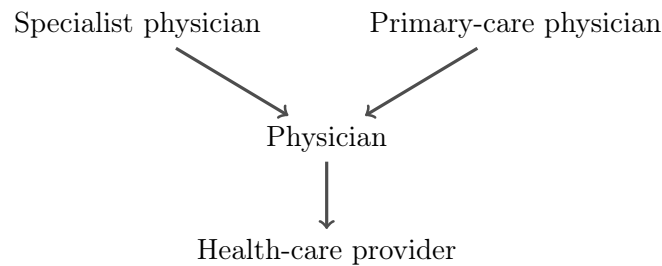 Specialist physician
Primary-care physician
Physician
Health-care provider